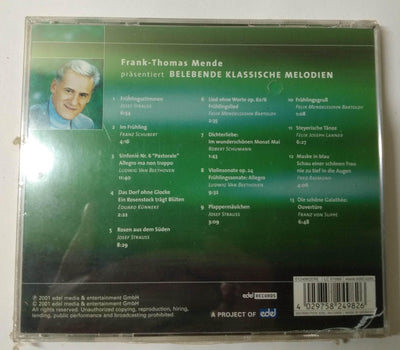 Frank-Thomas Mende
präsentiert BELEBENDE KLASSISCHE MELODIEN
1 Frühlingsstimmen
Josef Strauss
6:54
2 Im Frühling
Franz Schubert
4:16
3 Sinfonie Nr. 6 "Pastorale"
Allegro ma non troppo
Ludwig Van Beethoven
11:40
4 Das Dorf ohne Glocke
Ein Rosenstock trägt Blüten
Eduard Künneke
2:22
5 Rosen aus dem Süden
Josef Strauss
8:29
6 Lied ohne Worte op. 62/6
Frühlingslied
Felix Mendelssohn Bartoldy
2:35
7 Dichterliebe:
Im wunderschönen Monat Mai
Robert Schumann
1:43
8 Violinsonate op. 24
Frühlingssonate: Allegro
Ludwig Van Beethoven
9:32
9 Plappermäulchen
Josef Strauss
3:09
10 Frühlingsgruß
Felix Mendelssohn Bartoldy
1:08
11 Steyerische Tänze
Felix Joseph Lanner
6:27
12 Maske in blau
Schau einen schönen Frau
nie zu tief in die Augen
Fred Raymond
4:06
13 Die schöne Galathée:
Ouvertüre
Franz von Suppé
6:48
℗ 2001 edel media & entertainment GmbH
© 2001 edel media & entertainment GmbH
All rights reserved.
Unauthorized copying, reproduction, hiring,
lending, public performance and broadcasting prohibited.
edel RECORDS
A PROJECT OF edel
4 029758 249826